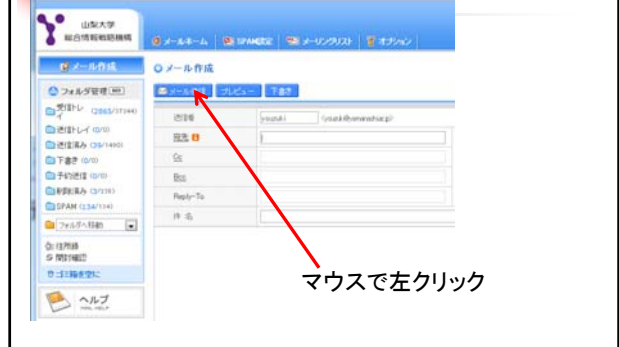 山梨大学
総合情報戦略機構
メールホーム
SPAM設定
メーリングリスト
オプション
メール作成
メール作成
プレビュー
下書き
フォルダ管理
受信トレイ (2865/37344)
送信トレイ (0/0)
送信済み (39/1490)
下書き (0/0)
予約送信 (0/0)
削除済み
SPAM (134/134)
フォルダへ移動
送信者
youzuki
宛先
Cc
Bcc
Reply-To
件 名
住所録
開封確認
ゴミ箱を空に
ヘルプ
マウスで左クリック